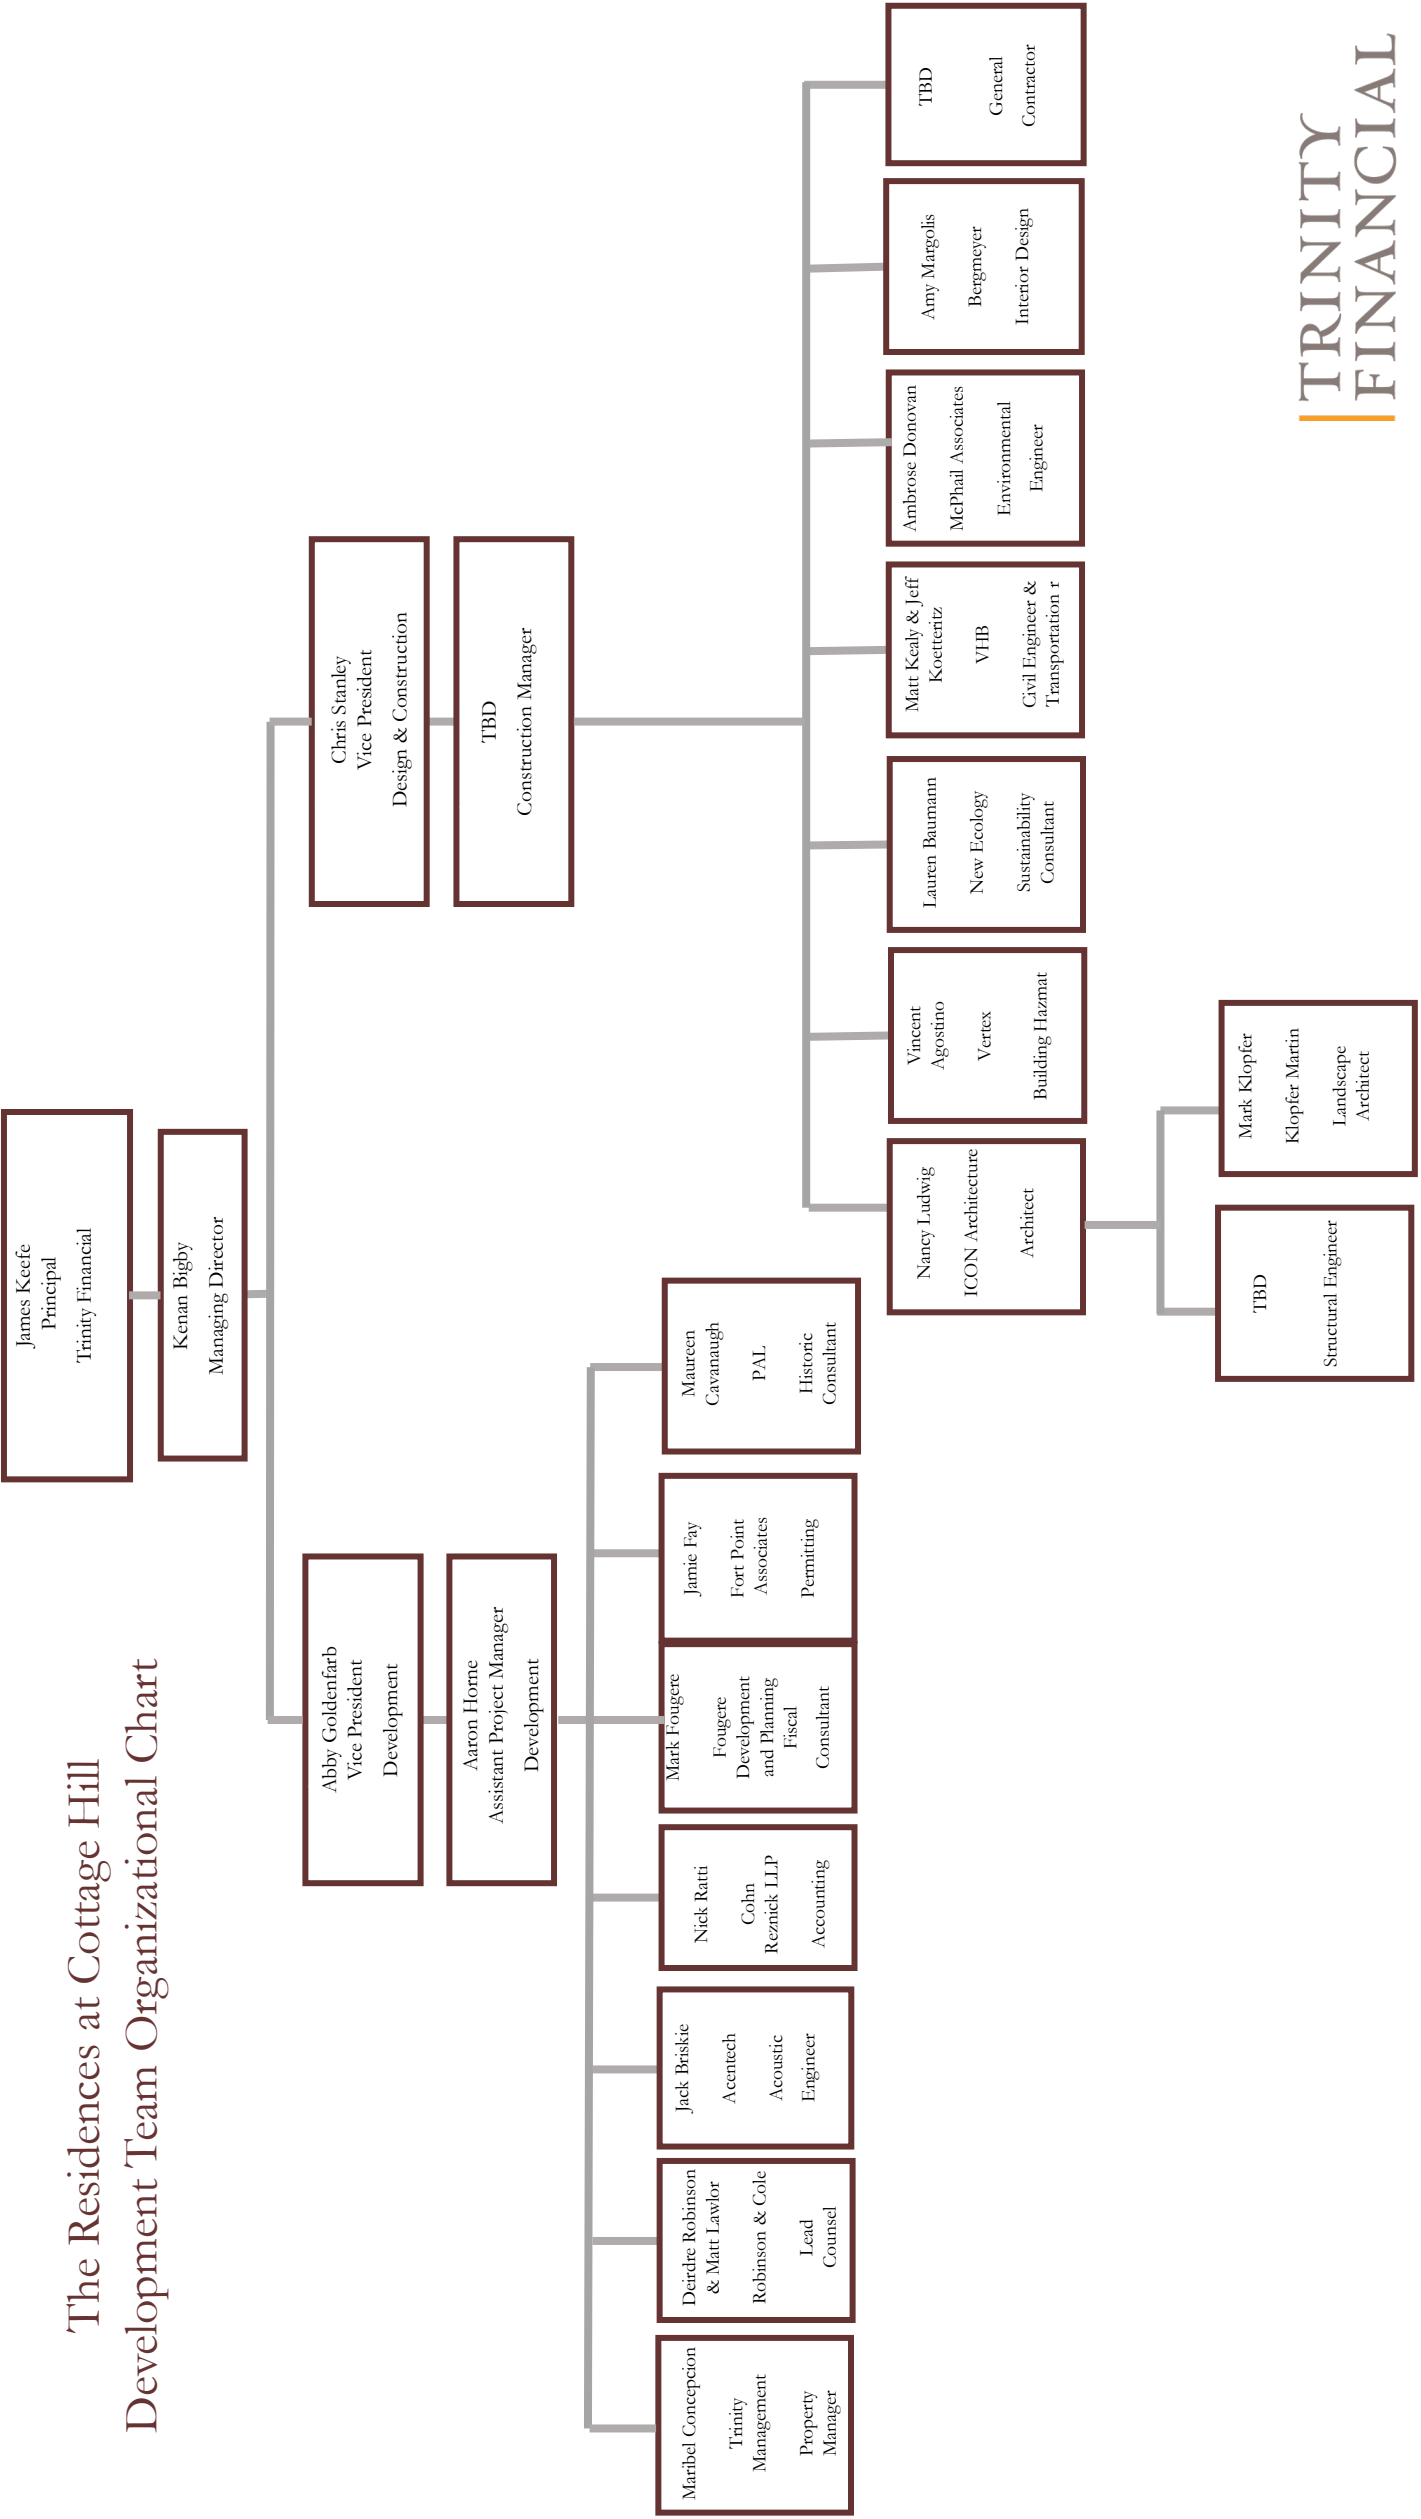 The Residences at Cottage Hill
Development Team Organizational Chart
James Keefe
Principal
Trinity Financial
Kenan Bigby
Managing Director
Abby Goldenfarb
Vice President
Development
Chris Stanley
Vice President
Design & Construction
Aaron Horne
Assistant Project Manager
Development
TBD
Construction Manager
Maribel Concepcion
Trinity
Management
Property
Manager
Deirdre Robinson
& Matt Lawlor
Robinson & Cole
Lead
Counsel
Jack Briskie
Acentech
Acoustic
Engineer
Nick Ratti
Cohn
Reznick LLP
Accounting
Mark Fougere
Fougere
Development
and Planning
Fiscal
Consultant
Jamie Fay
Fort Point
Associates
Permitting
Maureen
Cavanaugh
PAL
Historic
Consultant
Nancy Ludwig
ICON Architecture
Architect
Vincent
Agostino
Vertex
Building Hazmat
Lauren Baumann
New Ecology
Sustainability
Consultant
Matt Kealy & Jeff
Koetteritz
VHB
Civil Engineer &
Transportation r
Ambrose Donovan
McPhail Associates
Environmental
Engineer
Amy Margolis
Bergmeyer
Interior Design
TBD
General
Contractor
TBD
Structural Engineer
Mark Klopfer
Klopfer Martin
Landscape
Architect
TRINITY
FINANCIAL